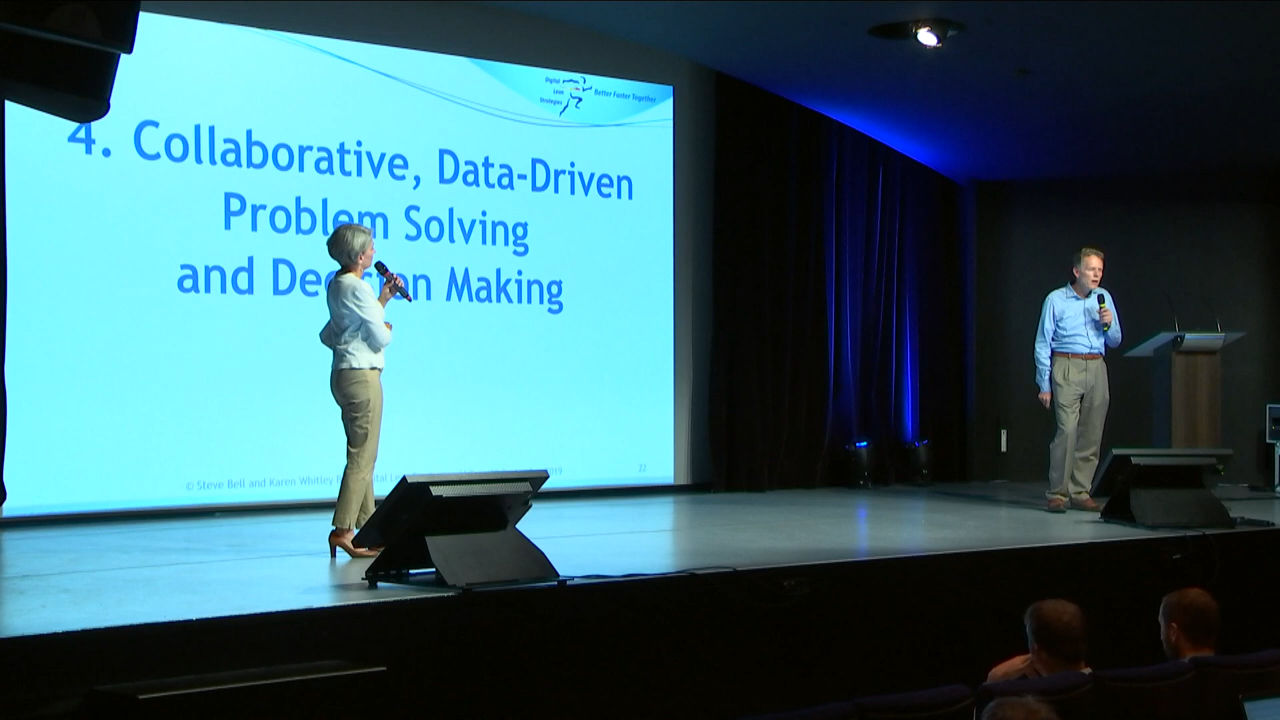 Digital
Lean
Strategies
Better Faster Together
4. Collaborative, Data-Driven
Problem Solving
and Making
© Steve Bell and Karen Whitley 2019
22